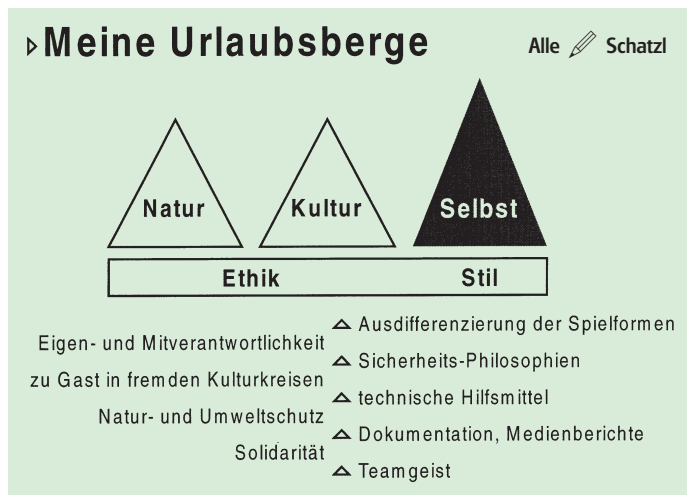 Meine Urlaubsberge
Alle Schatzl
Natur
Kultur
Selbst
Ethik
Stil
Eigen- und Mitverantwortlichkeit
zu Gast in fremden Kulturkreisen
Natur- und Umweltschutz
Solidarität
Ausdifferenzierung der Spielformen
Sicherheits-Philosophien
technische Hilfsmittel
Dokumentation, Medienberichte
Teamgeist